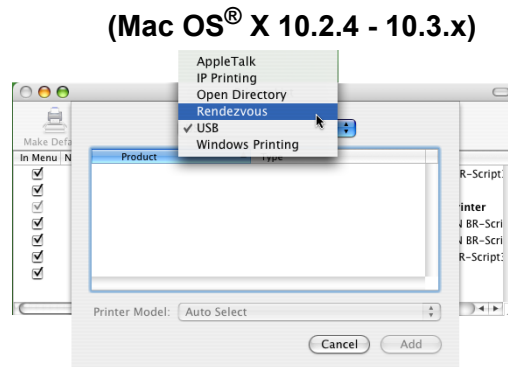 (Mac OS® X 10.2.4 - 10.3.x)
AppleTalk
IP Printing
Open Directory
Rendezvous
✓ USB
Windows Printing
Make Defa
In Menu N
Product Type
R-Script
inter
N BR-Scri
J BR-Scri
R-Script3
Printer Model: Auto Select
Cancel Add